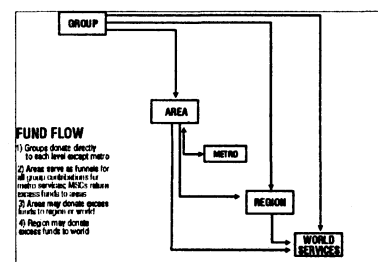 GROUP
AREA
METRO
REGION
WORLD
SERVICES
FUND FLOW
1) Groups donate directly
to each level except metro
2) Areas serve as funnels for
all group contributions for
metro services; MSCs return
excess funds to areas
3) Areas may donate excess
funds to region or world
4) Region may donate
excess funds to world